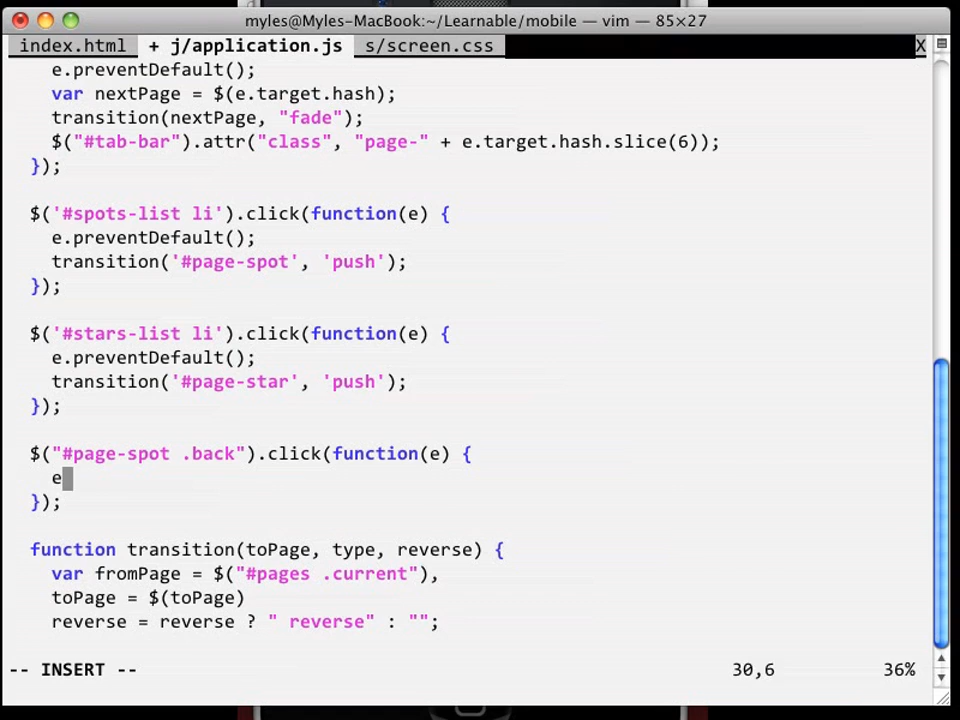 myles@Myles-MacBook:~/Learnable/mobile — vim — 85×27
index.html + j/application.js s/screen.css X
e.preventDefault();
var nextPage = $(e.target.hash);
transition(nextPage, "fade");
$("#tab-bar").attr("class", "page-" + e.target.hash.slice(6));
});
$('#spots-list li').click(function(e) {
e.preventDefault();
transition('#page-spot', 'push');
});
$('#stars-list li').click(function(e) {
e.preventDefault();
transition('#page-star', 'push');
});
$("#page-spot .back").click(function(e) {
e
});
function transition(toPage, type, reverse) {
var fromPage = $("#pages .current"),
toPage = $(toPage)
reverse = reverse ? " reverse" : "";
-- INSERT -- 30,6 36%